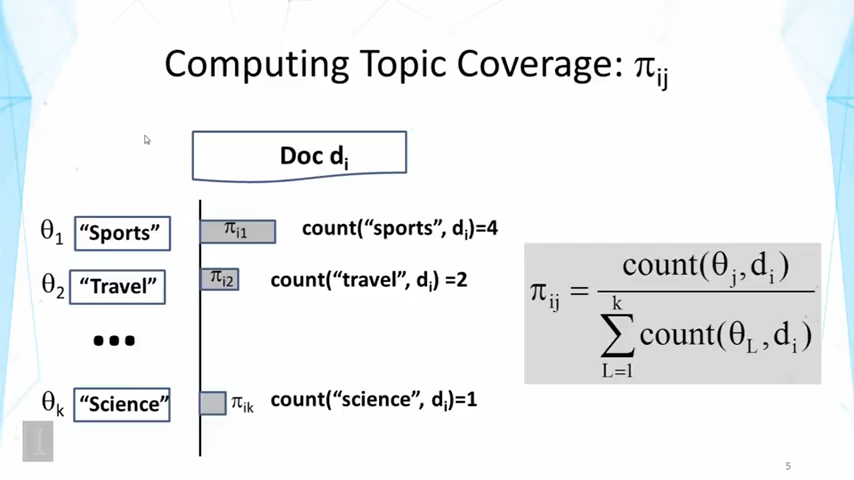 Computing Topic Coverage: πij
Doc di
θ1 “Sports” πi1 count(“sports”, di)=4
θ2 “Travel” πi2 count(“travel”, di) =2
•••
θk “Science” πik count(“science”, di)=1
πij = count(θj,di) / k ∑ L=1 count(θL,di)
I
5